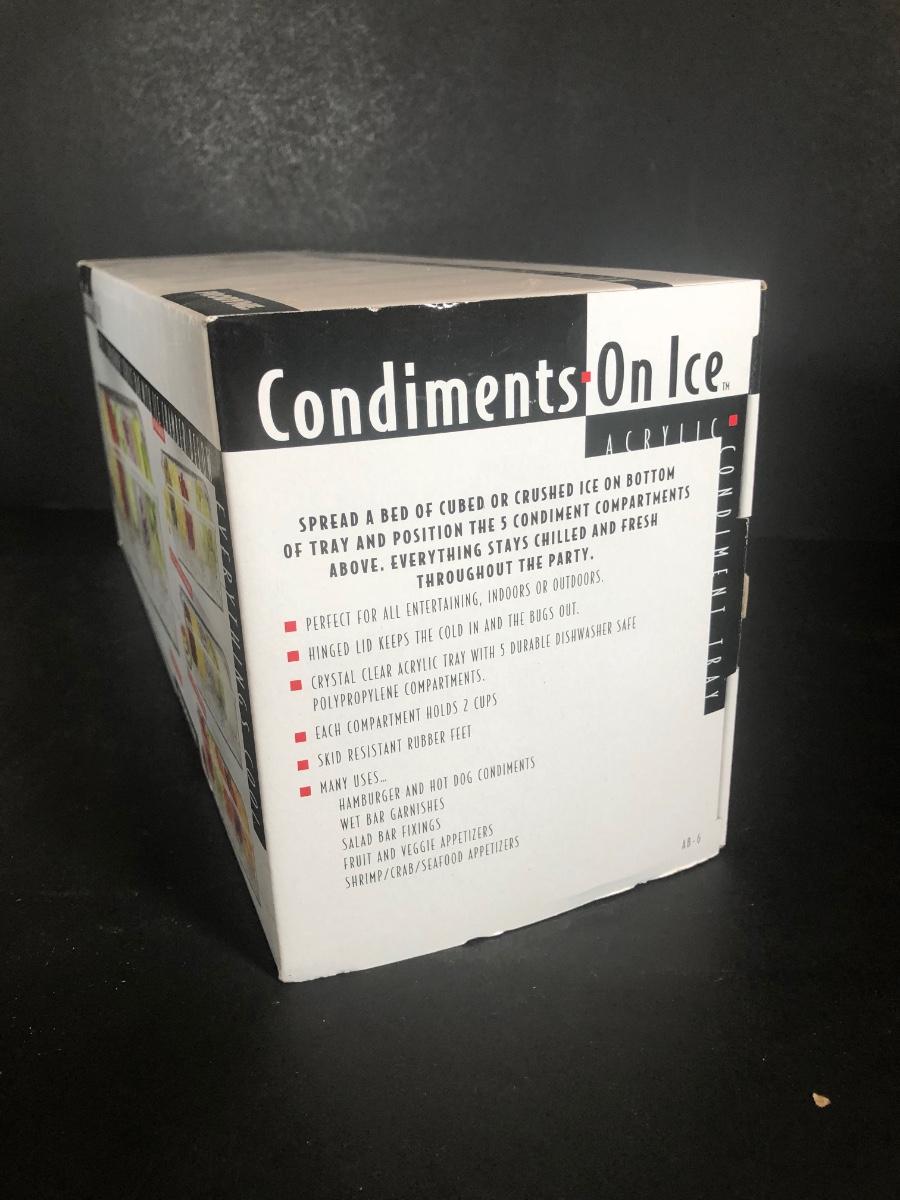 Condiments·On Ice™
ACRYLIC
CONDIMENT TRAY
SPREAD A BED OF CUBED OR CRUSHED ICE ON BOTTOM
OF TRAY AND POSITION THE 5 CONDIMENT COMPARTMENTS
ABOVE. EVERYTHING STAYS CHILLED AND FRESH
THROUGHOUT THE PARTY.
PERFECT FOR ALL ENTERTAINING, INDOORS OR OUTDOORS.
HINGED LID KEEPS THE COLD IN AND THE BUGS OUT.
CRYSTAL CLEAR ACRYLIC TRAY WITH 5 DURABLE DISHWASHER SAFE
POLYPROPYLENE COMPARTMENTS.
EACH COMPARTMENT HOLDS 2 CUPS
SKID RESISTANT RUBBER FEET
MANY USES...
HAMBURGER AND HOT DOG CONDIMENTS
WET BAR GARNISHES
SALAD BAR FIXINGS
FRUIT AND VEGGIE APPETIZERS
SHRIMP/CRAB/SEAFOOD APPETIZERS
AB-6
EVERYTHING'S COOL